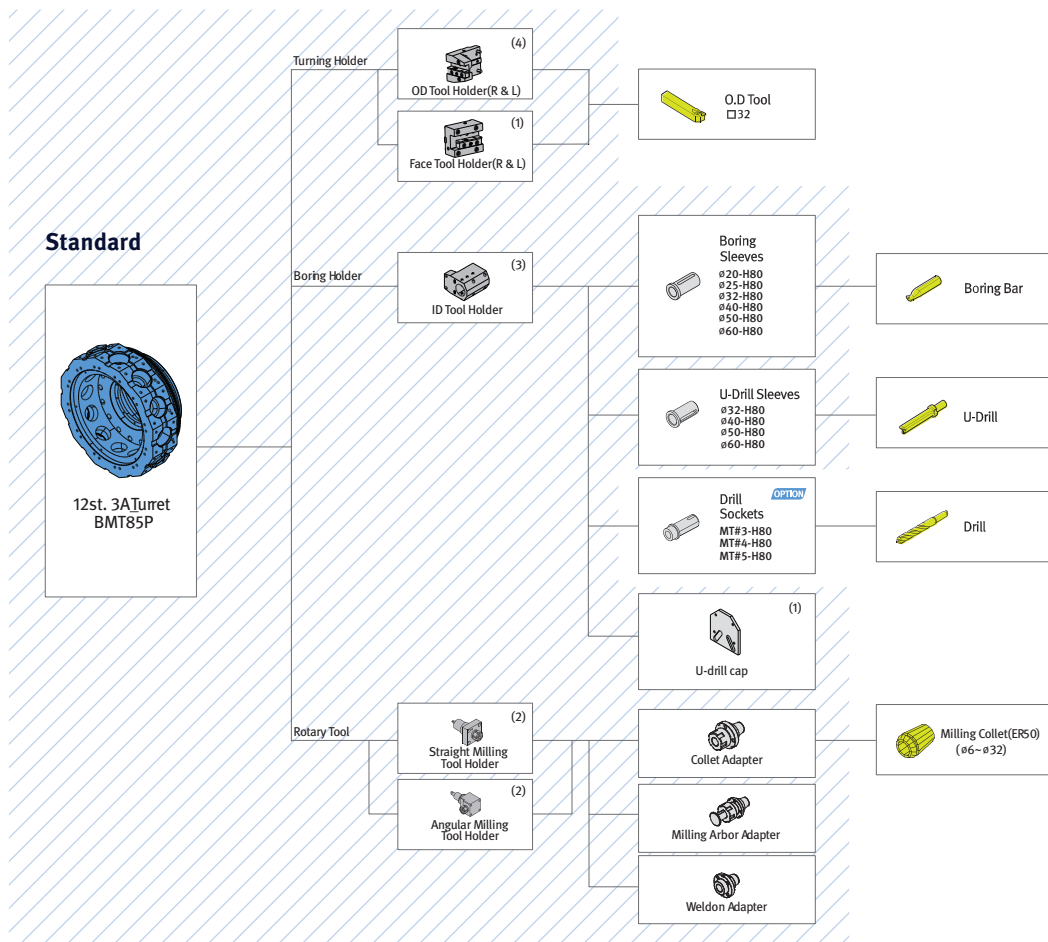 Standard
12st. 3A Turret
BMT85P
Turning Holder
(4)
OD Tool Holder(R & L)
(1)
Face Tool Holder(R & L)
O.D Tool
□32
Boring Holder
(3)
ID Tool Holder
Boring
Sleeves
ø20-H80
ø25-H80
ø32-H80
ø40-H80
ø50-H80
ø60-H80
Boring Bar
U-Drill Sleeves
ø32-H80
ø40-H80
ø50-H80
ø60-H80
U-Drill
OPTION
Drill
Sockets
MT#3-H80
MT#4-H80
MT#5-H80
Drill
(1)
U-drill cap
Rotary Tool
(2)
Straight Milling
Tool Holder
(2)
Angular Milling
Tool Holder
Collet Adapter
Milling Collet(ER50)
(ø6~ø32)
Milling Arbor Adapter
Weldon Adapter